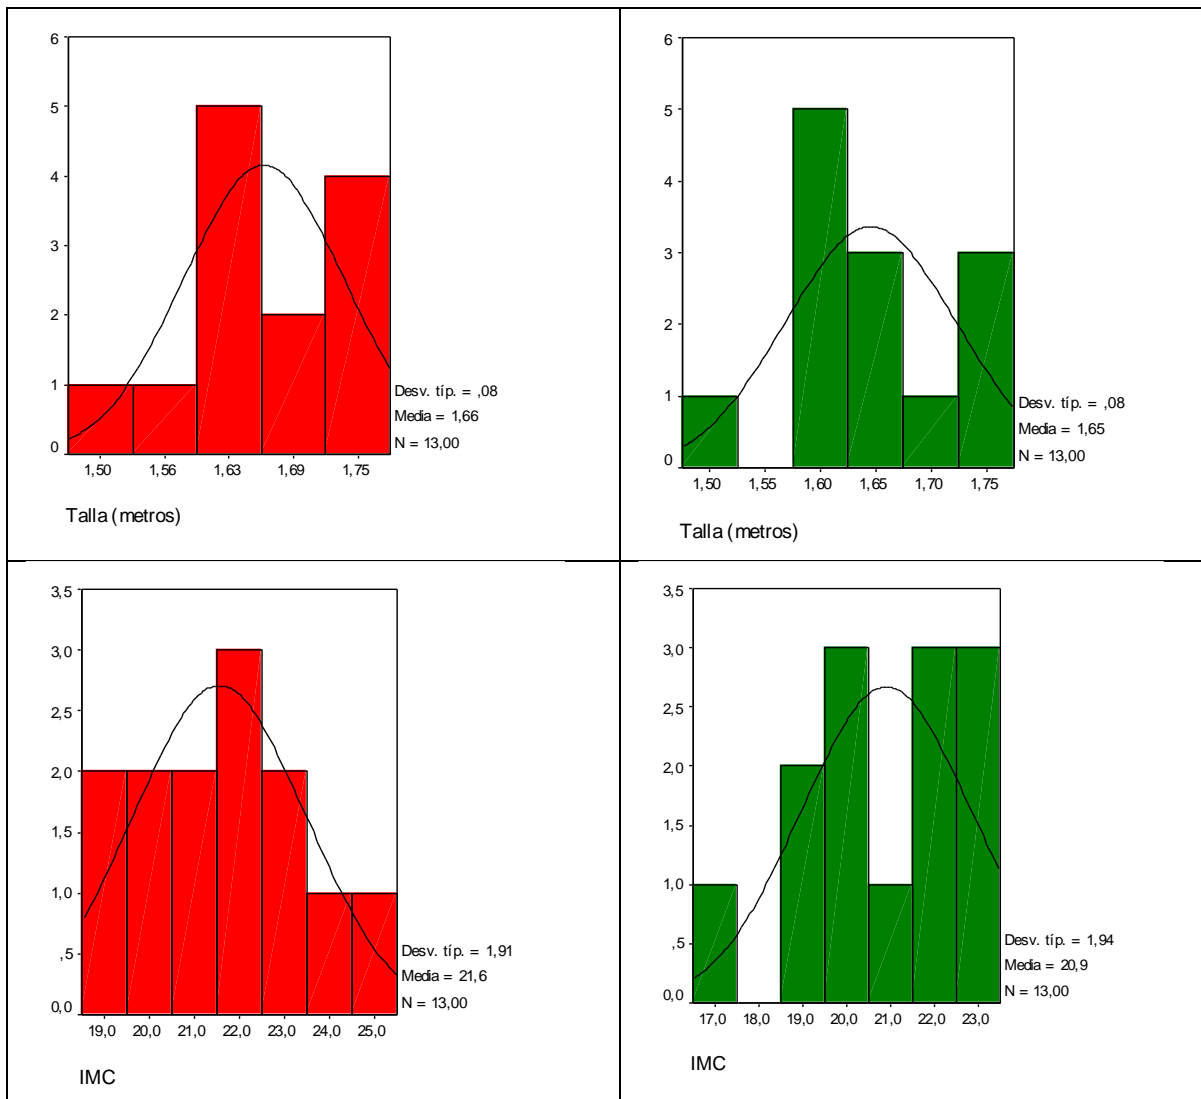 6
5
4
3
2
1
0
1,50 1,56 1,63 1,69 1,75
Talla (metros)
Desv. típ. = ,08
Media = 1,66
N = 13,00
6
5
4
3
2
1
0
1,50 1,55 1,60 1,65 1,70 1,75
Talla (metros)
Desv. típ. = ,08
Media = 1,65
N = 13,00
3,5
3,0
2,5
2,0
1,5
1,0
,5
0,0
19,0 20,0 21,0 22,0 23,0 24,0 25,0
IMC
Desv. típ. = 1,91
Media = 21,6
N = 13,00
3,5
3,0
2,5
2,0
1,5
1,0
,5
0,0
17,0 18,0 19,0 20,0 21,0 22,0 23,0
IMC
Desv. típ. = 1,94
Media = 20,9
N = 13,00